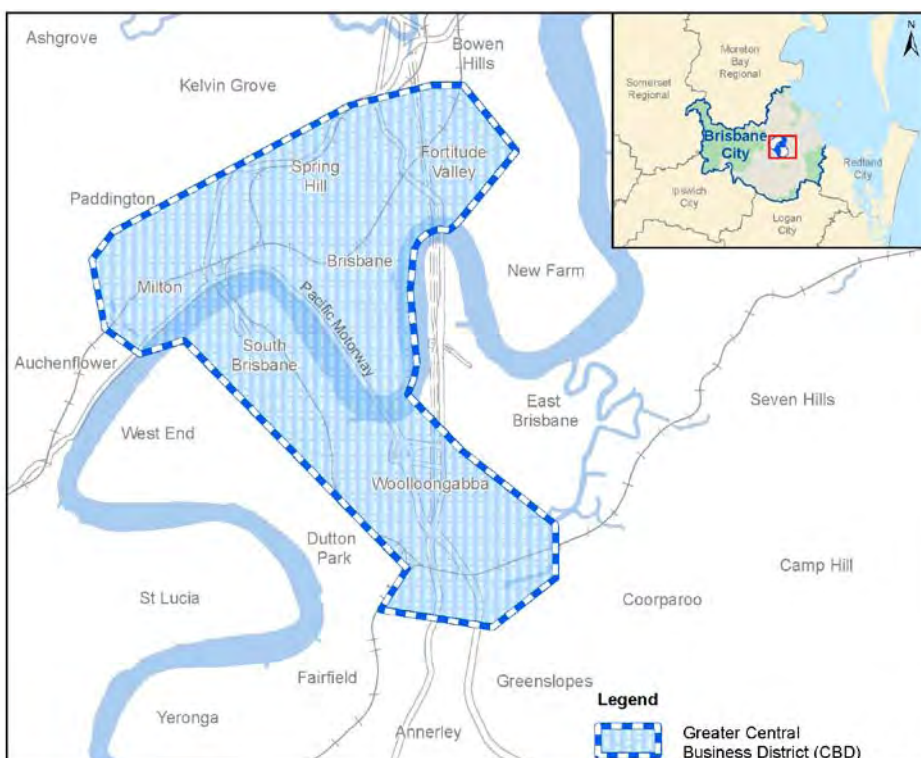 Ashgrove
Bowen
Hills
Kelvin Grove
Fortitude
Valley
Spring
Hill
Paddington
Brisbane
New Farm
Milton
Pacific Motorway
South
Brisbane
Auchenflower
East
Brisbane
Seven Hills
West End
Woolloongabba
Dutton
Park
Camp Hill
St Lucia
Coorparoo
Fairfield
Greenslopes
Yeronga
Annerley
N
Moreton
Bay
Regional
Somerset
Regional
Brisbane
City
Redland
City
Ipswich
City
Logan
City
Legend
Greater Central
Business District (CBD)